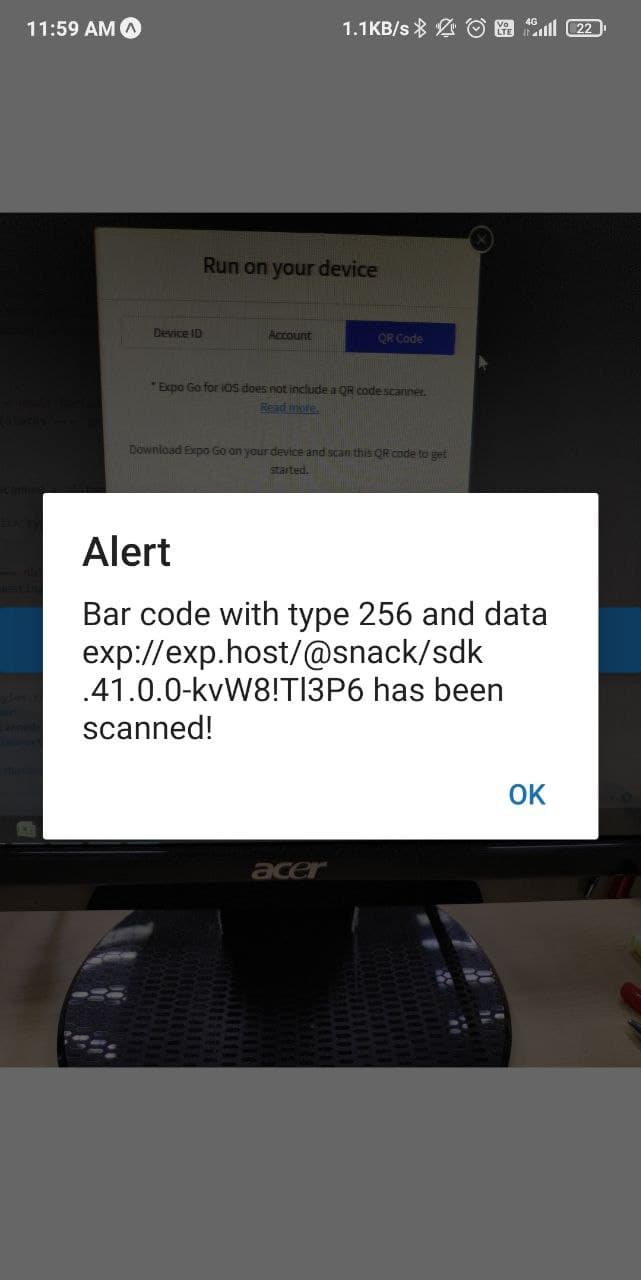 11:59 AM
1.1KB/s
Vo
LTE
4G
22
Run on your device
Device ID
Account
QR Code
* Expo Go for iOS does not include a QR code scanner.
Read more.
Download Expo Go on your device and scan this QR code to get
started.
Alert
Bar code with type 256 and data
exp://exp.host/@snack/sdk
.41.0.0-kvW8!Tl3P6 has been
scanned!
OK
acer